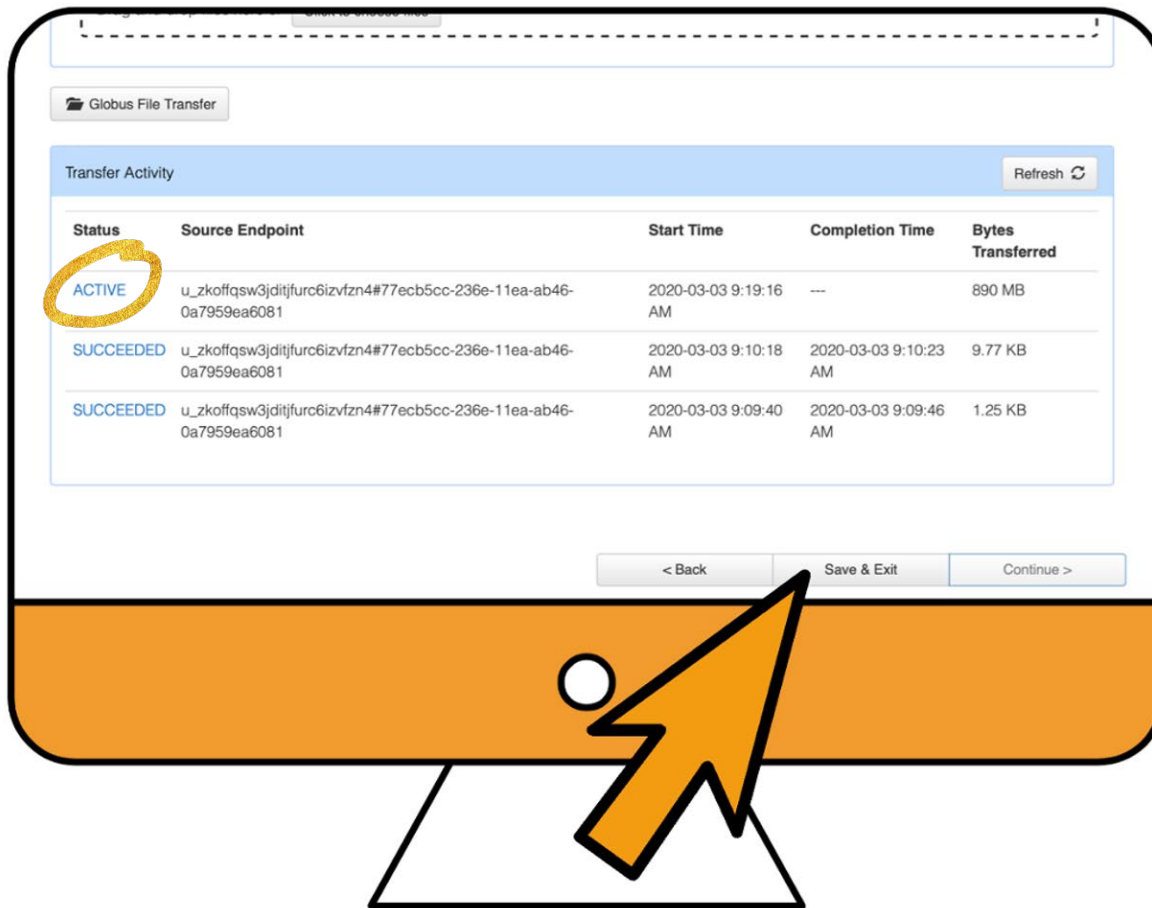 Globus File Transfer
Transfer Activity
Refresh
Status Source Endpoint Start Time Completion Time Bytes Transferred
ACTIVE u_zkoffqsw3jditjfurc6izvfzn4#77ecb5cc-236e-11ea-ab46- 2020-03-03 9:19:16 --- 890 MB
0a7959ea6081 AM
SUCCEEDED u_zkoffqsw3jditjfurc6izvfzn4#77ecb5cc-236e-11ea-ab46- 2020-03-03 9:10:18 2020-03-03 9:10:23 9.77 KB
0a7959ea6081 AM AM
SUCCEEDED u_zkoffqsw3jditjfurc6izvfzn4#77ecb5cc-236e-11ea-ab46- 2020-03-03 9:09:40 2020-03-03 9:09:46 1.25 KB
0a7959ea6081 AM AM
< Back Save & Exit Continue >